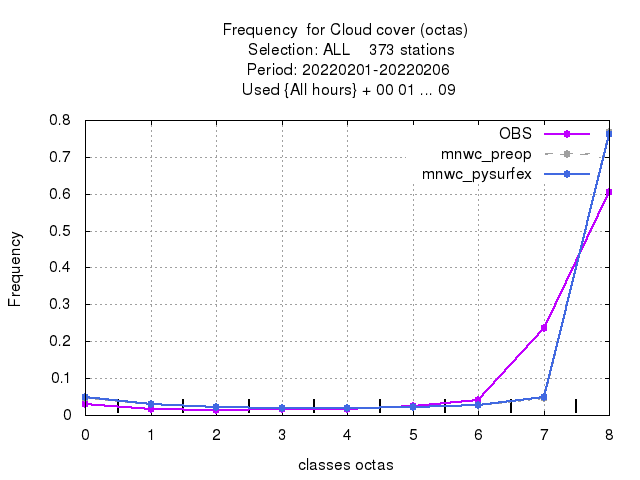 Frequency  for Cloud cover (octas)
Selection: ALL    373 stations
Period: 20220201-20220206
Used {All hours} + 00 01 ... 09
0.8
0.7
0.6
0.5
0.4
0.3
0.2
0.1
0
Frequency
OBS
mnwc_preop
mnwc_pysurfex
0 1 2 3 4 5 6 7 8
classes octas